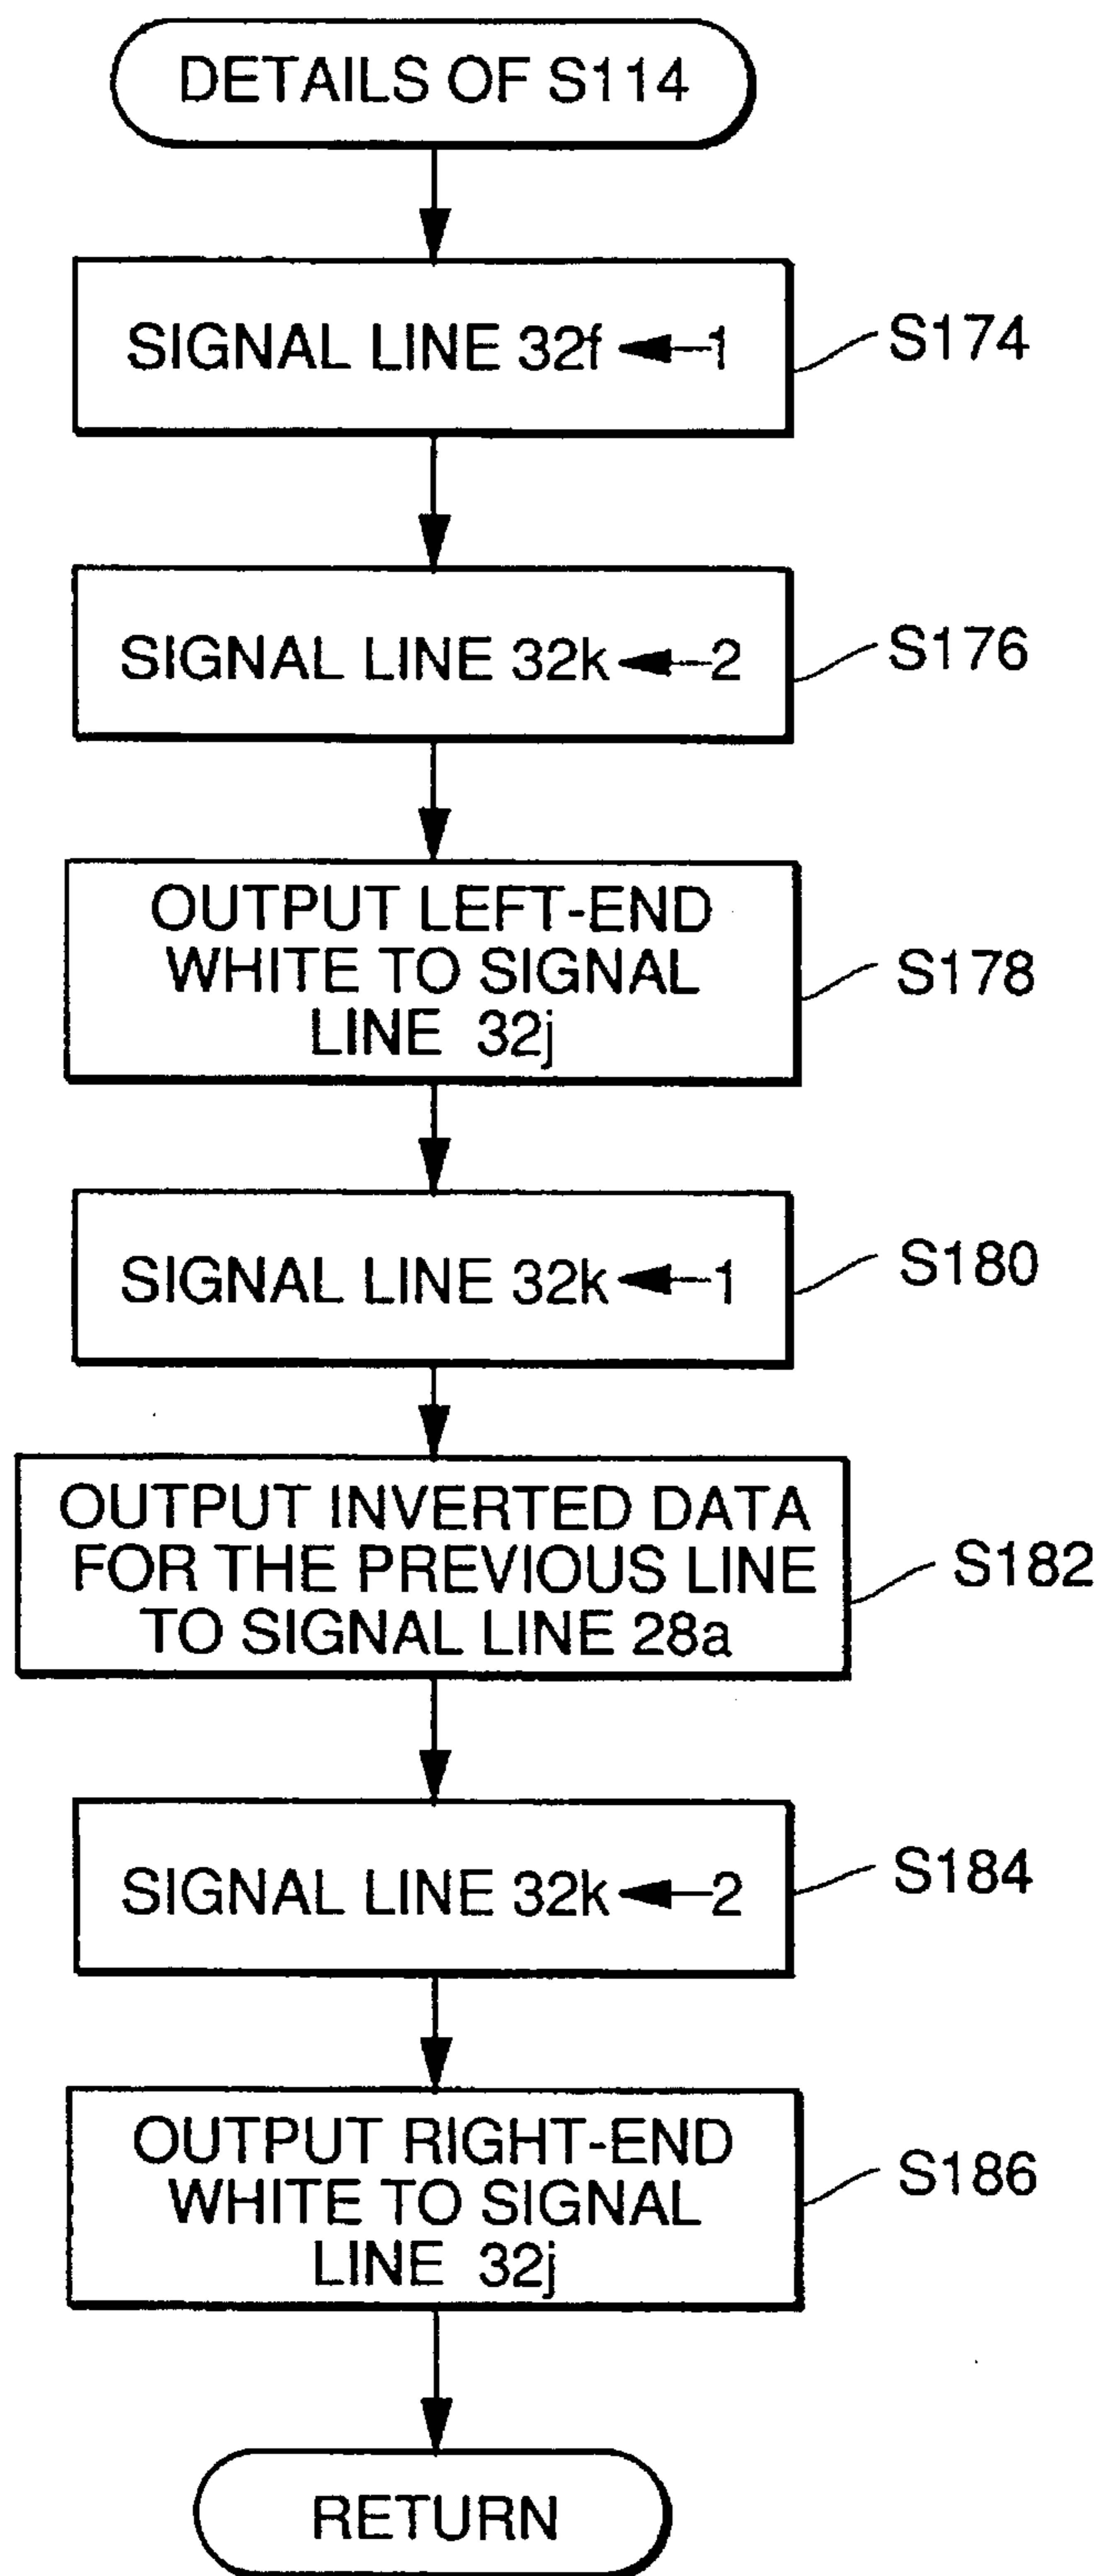 DETAILS OF S114
SIGNAL LINE 32f ← 1
S174
SIGNAL LINE 32k ← 2
S176
OUTPUT LEFT-END
WHITE TO SIGNAL
LINE 32j
S178
SIGNAL LINE 32k ← 1
S180
OUTPUT INVERTED DATA
FOR THE PREVIOUS LINE
TO SIGNAL LINE 28a
S182
SIGNAL LINE 32k ← 2
S184
OUTPUT RIGHT-END
WHITE TO SIGNAL
LINE 32j
S186
RETURN